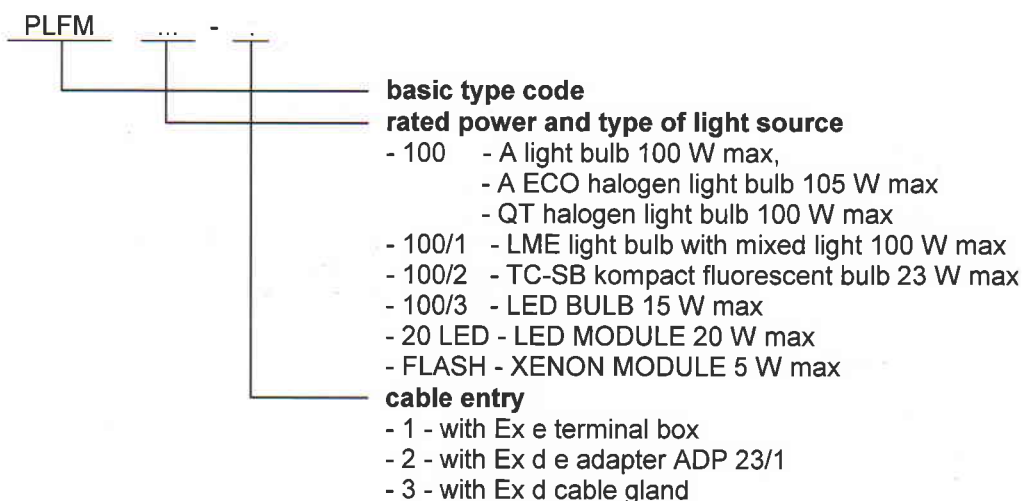 PLFM ... - .
basic type code
rated power and type of light source
- 100 - A light bulb 100 W max,
- A ECO halogen light bulb 105 W max
- QT halogen light bulb 100 W max
- 100/1 - LME light bulb with mixed light 100 W max
- 100/2 - TC-SB kompact fluorescent bulb 23 W max
- 100/3 - LED BULB 15 W max
- 20 LED - LED MODULE 20 W max
- FLASH - XENON MODULE 5 W max
cable entry
- 1 - with Ex e terminal box
- 2 - with Ex d e adapter ADP 23/1
- 3 - with Ex d cable gland